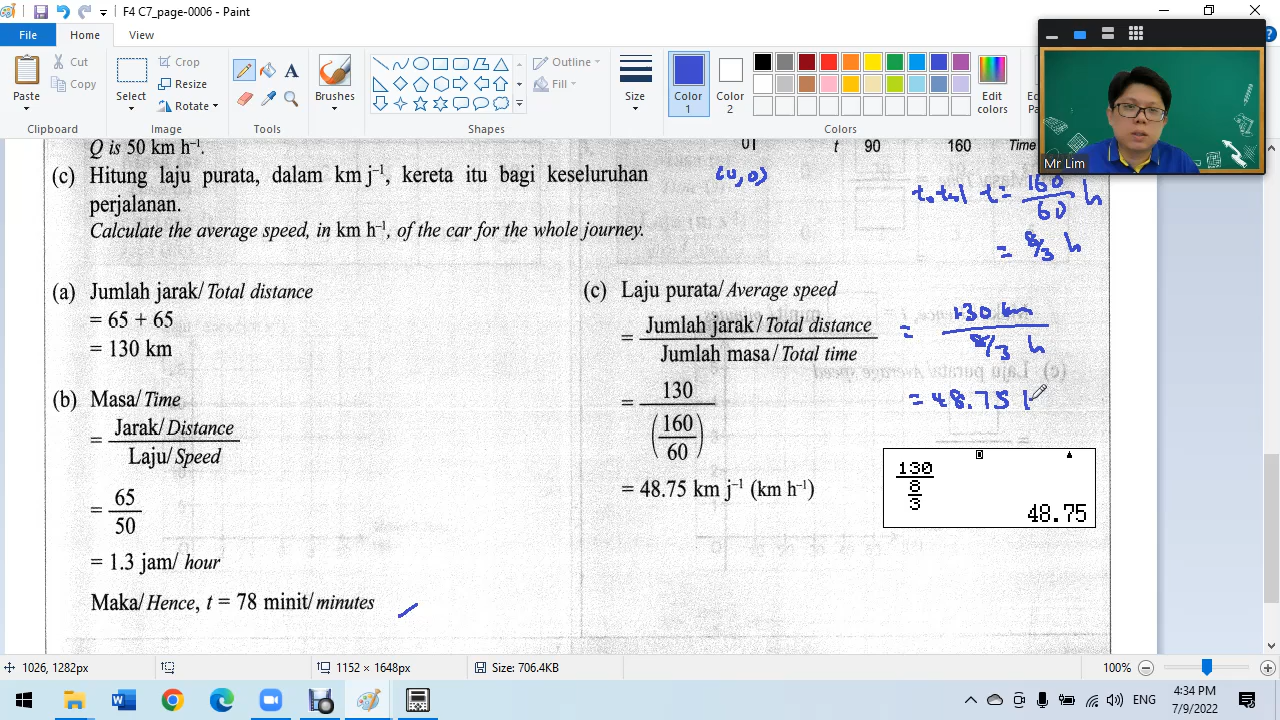 F4 C7_page-0006 - Paint
File
Home
View
Paste
Cut
Copy
Clipboard
Select
Crop
Resize
Rotate
Image
A
Tools
Brushes
Outline
Fill
Shapes
Size
Color 1
Color 2
Edit colors
Colors
Mr Lim
Q is 50 km h⁻¹.
t 90 160 Time
(c) Hitung laju purata, dalam km j⁻¹, kereta itu bagi keseluruhan
perjalanan.
Calculate the average speed, in km h⁻¹, of the car for the whole journey.
total t = 160/60 h
= 8/3 h
(a) Jumlah jarak/ Total distance
= 65 + 65
= 130 km
(b) Masa/ Time
= Jarak/ Distance
Laju/ Speed
= 65
50
= 1.3 jam/ hour
Maka/ Hence, t = 78 minit/ minutes
(c) Laju purata/ Average speed
= Jumlah jarak/ Total distance
Jumlah masa/ Total time
= 130
(160/60)
= 48.75 km j⁻¹ (km h⁻¹)
= 130 km
8/3 h
= 48.75
130
8
3
48.75
1026, 1282px
1152 × 1648px
Size: 706.4KB
100%
ENG
4:34 PM
7/9/2022